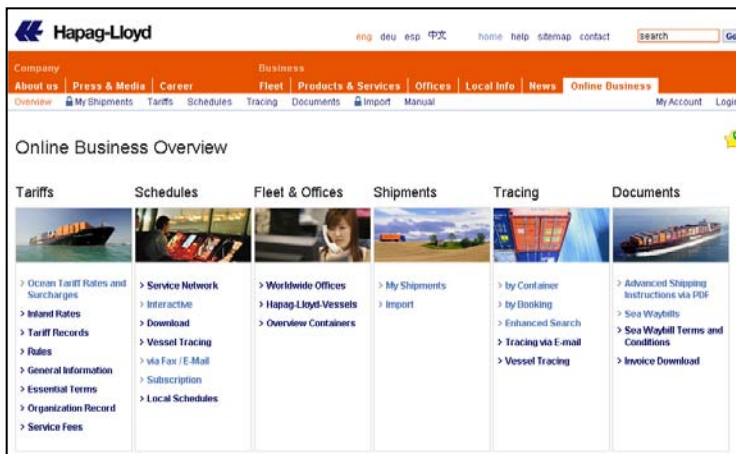 Hapag-Lloyd
eng deu esp 中文 home help sitemap contact search Go
Company Business
About us Press & Media Career Fleet Products & Services Offices Local Info News Online Business
Overview My Shipments Tariffs Schedules Tracing Documents Import Manual My Account Login
Online Business Overview
Tariffs Schedules Fleet & Offices Shipments Tracing Documents
> Ocean Tariff Rates and
Surcharges
> Inland Rates
> Tariff Records
> Rules
> General Information
> Essential Terms
> Organization Record
> Service Fees
> Service Network
> Interactive
> Download
> Vessel Tracing
> via Fax / E-Mail
> Subscription
> Local Schedules
> Worldwide Offices
> Hapag-Lloyd-Vessels
> Overview Containers
> My Shipments
> Import
> by Container
> by Booking
> Enhanced Search
> Tracing via E-mail
> Vessel Tracing
> Advanced Shipping
Instructions via PDF
> Sea Waybills
> Sea Waybill Terms and
Conditions
> Invoice Download